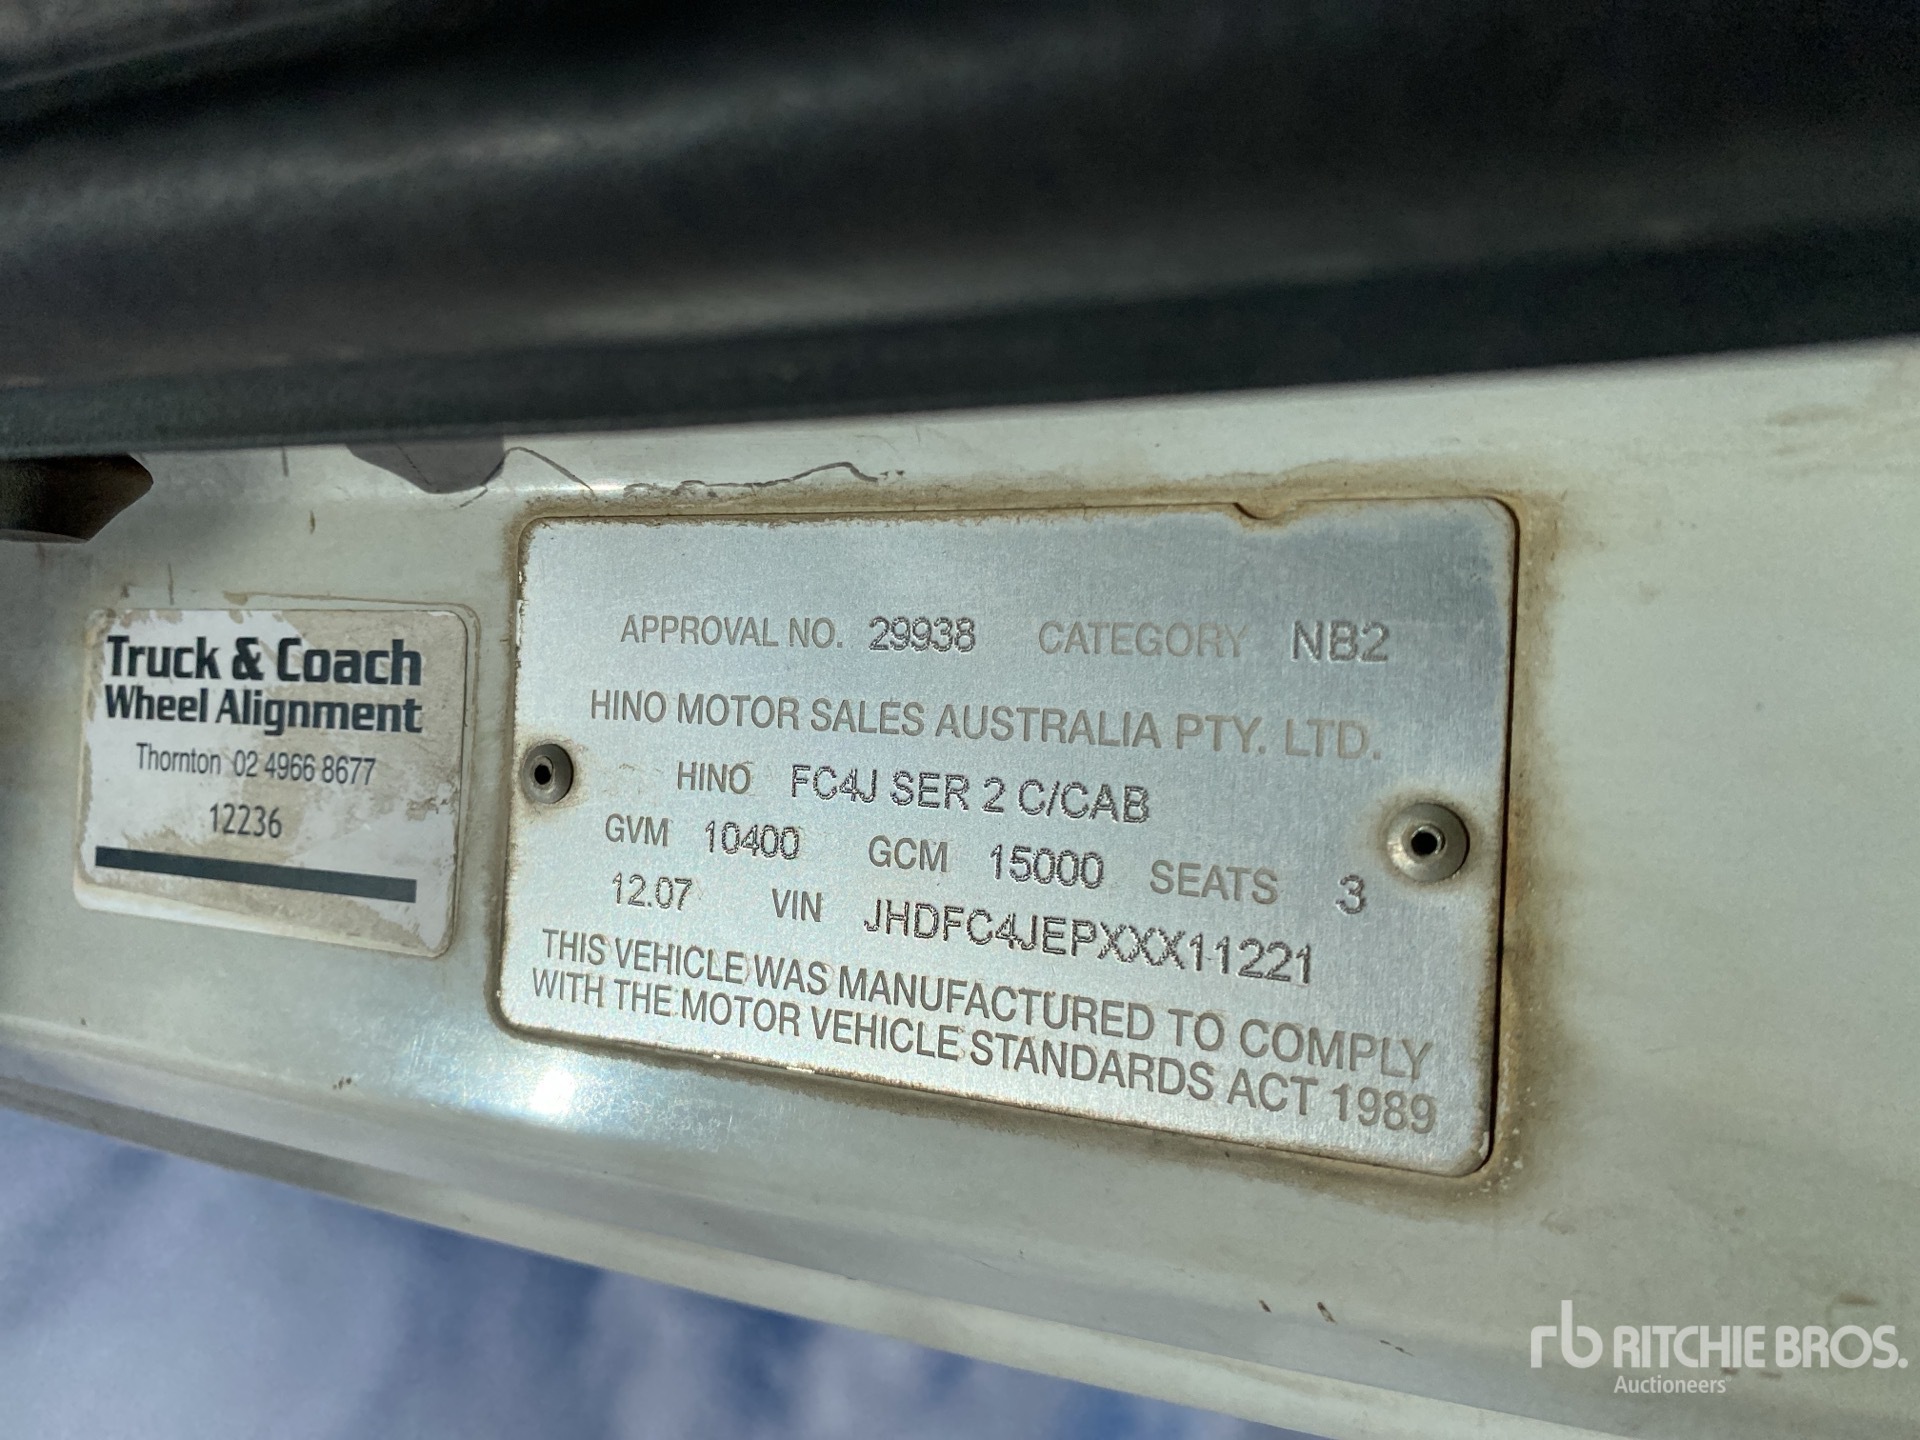 Truck & Coach
Wheel Alignment
Thornton 02 4966 8677
12236
APPROVAL NO. 29938 CATEGORY NB2
HINO MOTOR SALES AUSTRALIA PTY. LTD.
HINO FC4J SER 2 C/CAB
GVM 10400 GCM 15000 SEATS 3
12.07 VIN JHDFC4JEPXXX11221
THIS VEHICLE WAS MANUFACTURED TO COMPLY
WITH THE MOTOR VEHICLE STANDARDS ACT 1989
rb RITCHIE BROS.
Auctioneers